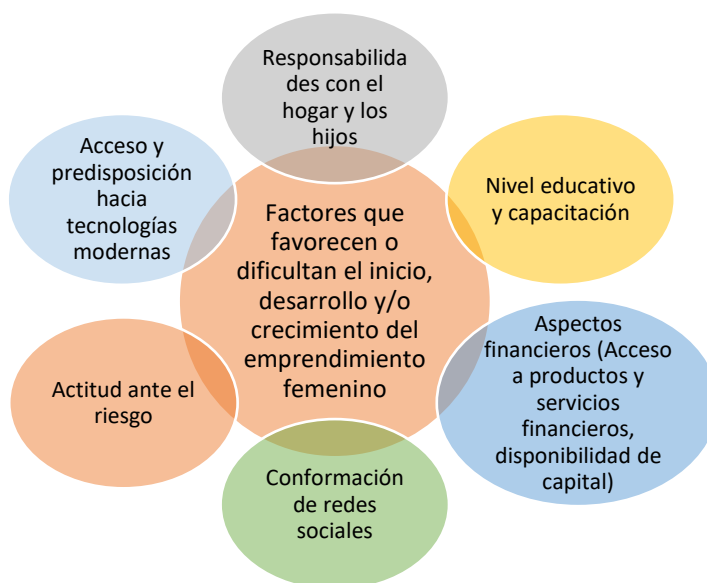 Responsabilida
des con el
hogar y los
hijos
Acceso y
predisposición
hacia
tecnologías
modernas
Nivel educativo
y capacitación
Factores que
favorecen o
dificultan el inicio,
desarrollo y/o
crecimiento del
emprendimiento
femenino
Aspectos
financieros (Acceso
a productos y
servicios
financieros,
disponibilidad de
capital)
Actitud ante el
riesgo
Conformación
de redes
sociales